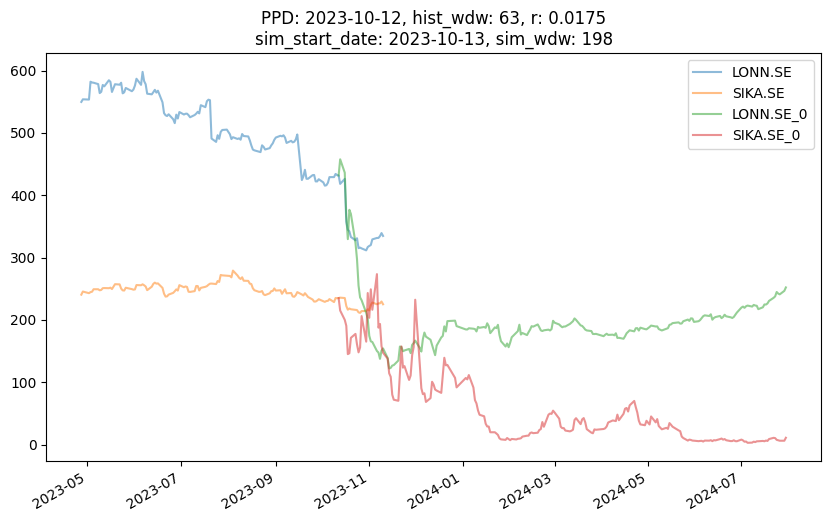 PPD: 2023-10-12, hist_wdw: 63, r: 0.0175
sim_start_date: 2023-10-13, sim_wdw: 198
LONN.SE
SIKA.SE
LONN.SE_0
SIKA.SE_0
600
500
400
300
200
100
0
2023-05
2023-07
2023-09
2023-11
2024-01
2024-03
2024-05
2024-07